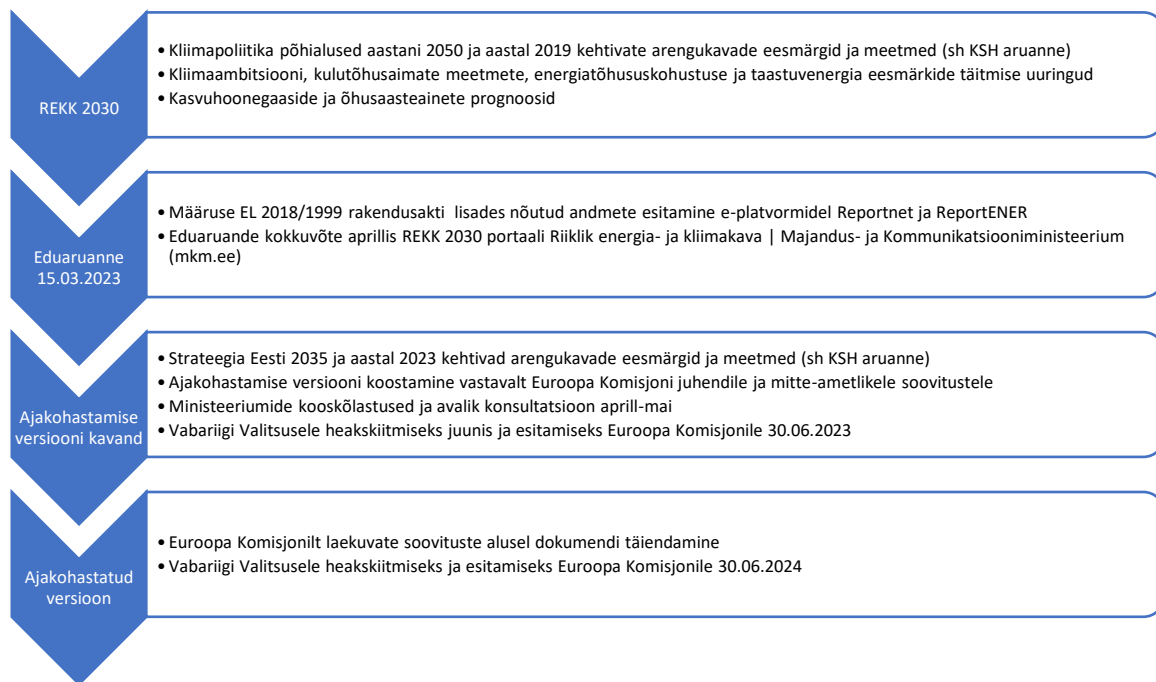 REKK 2030
• Kliimapoliitika põhialused aastani 2050 ja aastal 2019 kehtivate arengukavade eesmärgid ja meetmed (sh KSH aruanne)
• Kliimaambitsiooni, kulutõhusaimate meetmete, energiatõhususkohustuse ja taastuvenergia eesmärkide täitmise uuringud
• Kasvuhoonegaaside ja õhusaasteainete prognoosid
Eduaruanne
15.03.2023
• Määruse EL 2018/1999 rakendusakti  lisades nõutud andmete esitamine e-platvormidel Reportnet ja ReportENER
• Eduaruande kokkuvõte aprillis REKK 2030 portaali Riiklik energia- ja kliimakava | Majandus- ja Kommunikatsiooniministeerium
(mkm.ee)
Ajakohastamise
versiooni kavand
• Strateegia Eesti 2035 ja aastal 2023 kehtivad arengukavade eesmärgid ja meetmed (sh KSH aruanne)
• Ajakohastamise versiooni koostamine vastavalt Euroopa Komisjoni juhendile ja mitte-ametlikele soovitustele
• Ministeeriumide kooskõlastused ja avalik konsultatsioon aprill-mai
• Vabariigi Valitsusele heakskiitmiseks juunis ja esitamiseks Euroopa Komisjonile 30.06.2023
Ajakohastatud
versioon
• Euroopa Komisjonilt laekuvate soovituste alusel dokumendi täiendamine
• Vabariigi Valitsusele heakskiitmiseks ja esitamiseks Euroopa Komisjonile 30.06.2024